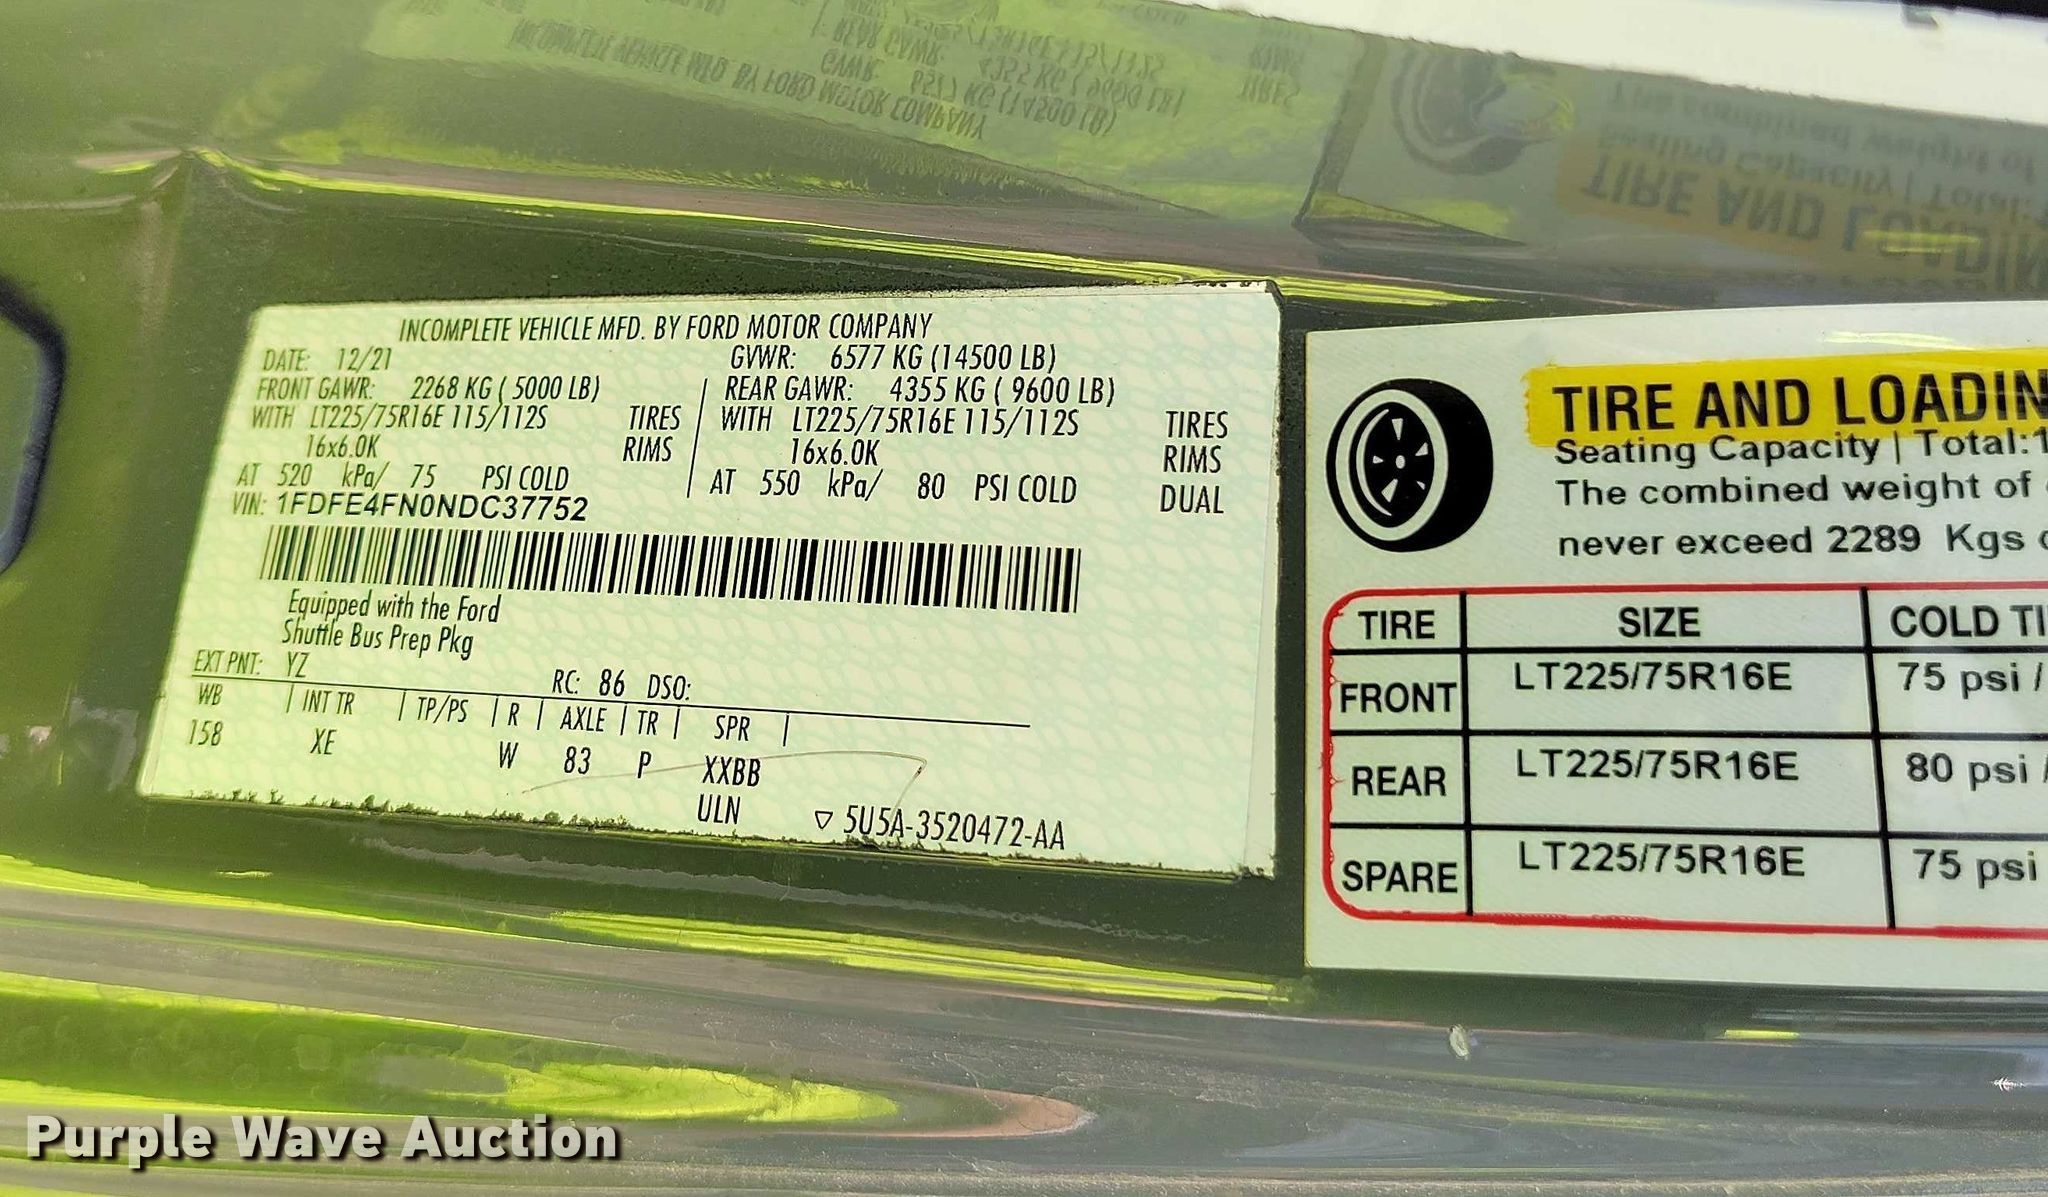 INCOMPLETE VEHICLE MFD. BY FORD MOTOR COMPANY
DATE: 12/21 GVWR: 6577 KG (14500 LB)
FRONT GAWR: 2268 KG ( 5000 LB) REAR GAWR: 4355 KG ( 9600 LB)
WITH LT225/75R16E 115/112S TIRES WITH LT225/75R16E 115/112S TIRES
16x6.0K RIMS 16x6.0K RIMS
AT 520 kPa/ 75 PSI COLD AT 550 kPa/ 80 PSI COLD DUAL
VIN: 1FDFE4FN0NDC37752
Equipped with the Ford
Shuttle Bus Prep Pkg
EXT PNT: YZ RC: 86 DSO:
WB | INT TR | TP/PS | R | AXLE | TR | SPR |
158 XE W 83 P XXBB
ULN ▽ 5U5A-3520472-AA
TIRE AND LOADIN
Seating Capacity | Total:1
The combined weight of
never exceed 2289 Kgs
TIRE SIZE COLD TI
FRONT LT225/75R16E 75 psi /
REAR LT225/75R16E 80 psi /
SPARE LT225/75R16E 75 psi
Purple Wave Auction